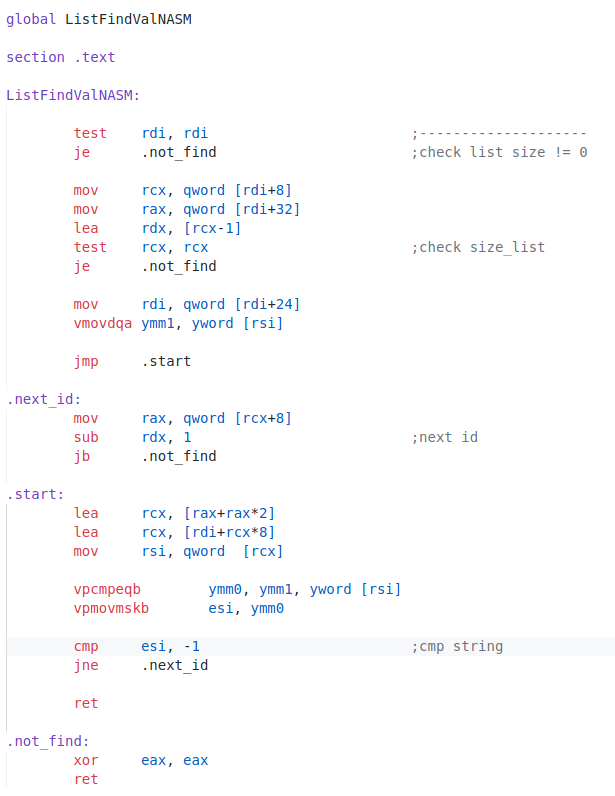 global ListFindValNASM
section .text
ListFindValNASM:
test rdi, rdi ;--------------------
je .not_find ;check list size != 0
mov rcx, qword [rdi+8]
mov rax, qword [rdi+32]
lea rdx, [rcx-1]
test rcx, rcx ;check size_list
je .not_find
mov rdi, qword [rdi+24]
vmovdqa ymm1, yword [rsi]
jmp .start
.next_id:
mov rax, qword [rcx+8]
sub rdx, 1 ;next id
jb .not_find
.start:
lea rcx, [rax+rax*2]
lea rcx, [rdi+rcx*8]
mov rsi, qword  [rcx]
vpcmpeqb ymm0, ymm1, yword [rsi]
vpmovmskb esi, ymm0
cmp esi, -1 ;cmp string
jne .next_id
ret
.not_find:
xor eax, eax
ret